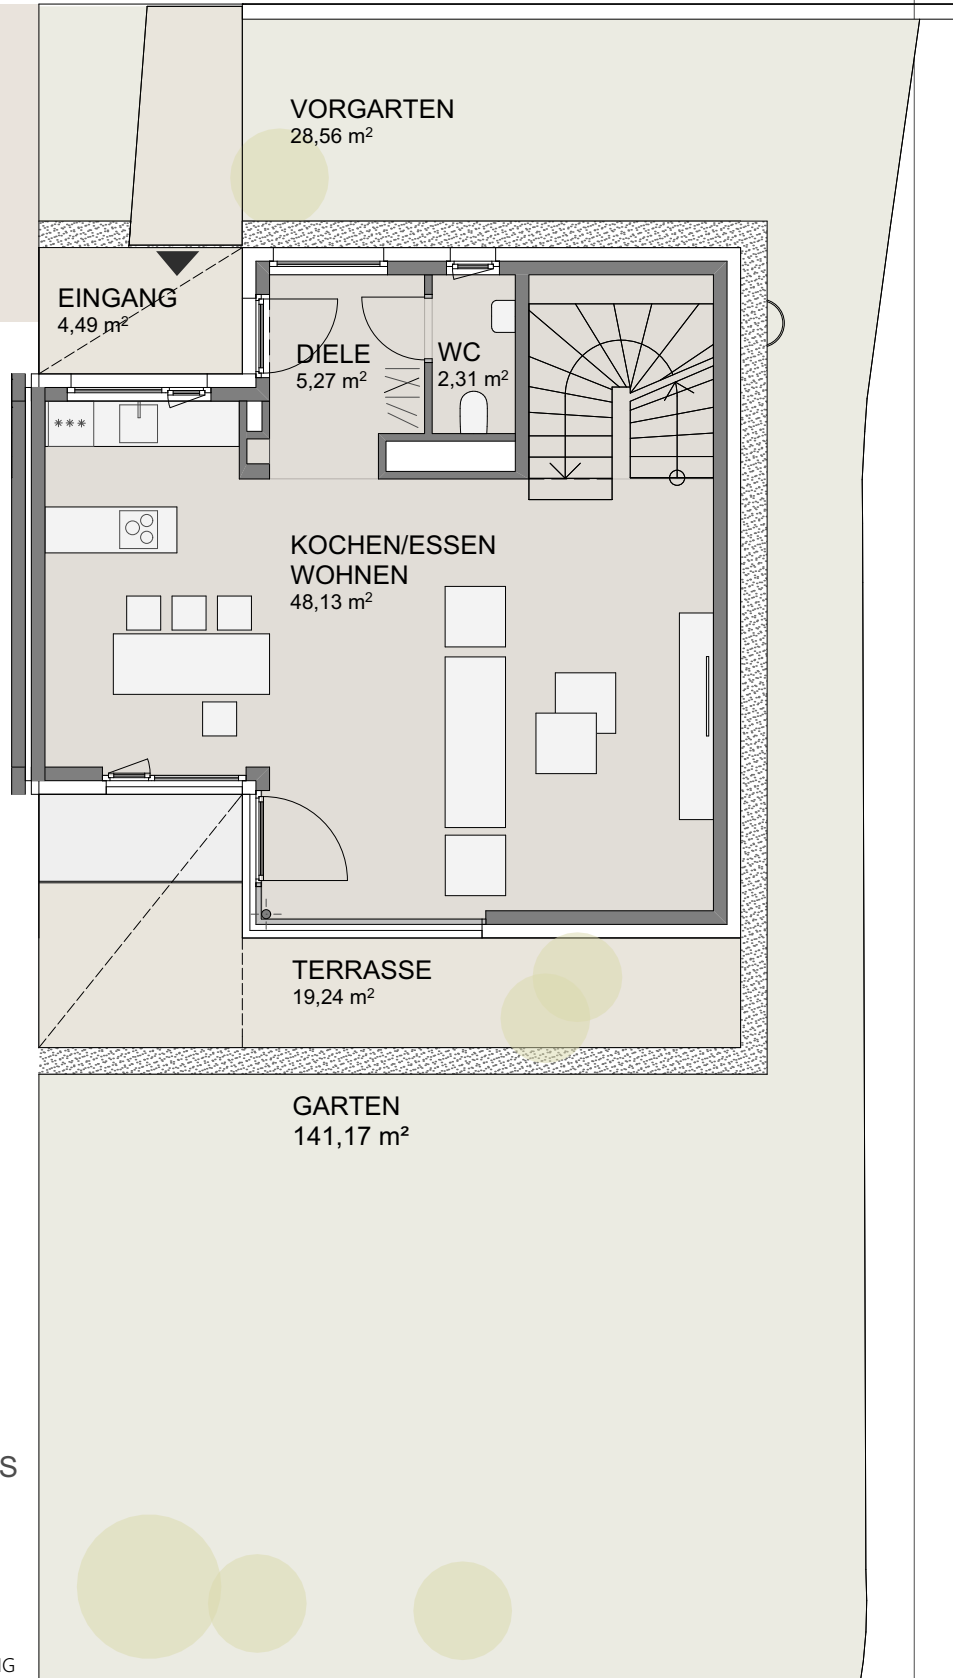 VORGARTEN
28,56 m²
EINGANG
4,49 m²
DIELE
5,27 m²
WC
2,31 m²
KOCHEN/ESSEN
WOHNEN
48,13 m²
TERRASSE
19,24 m²
GARTEN
141,17 m²
S
G